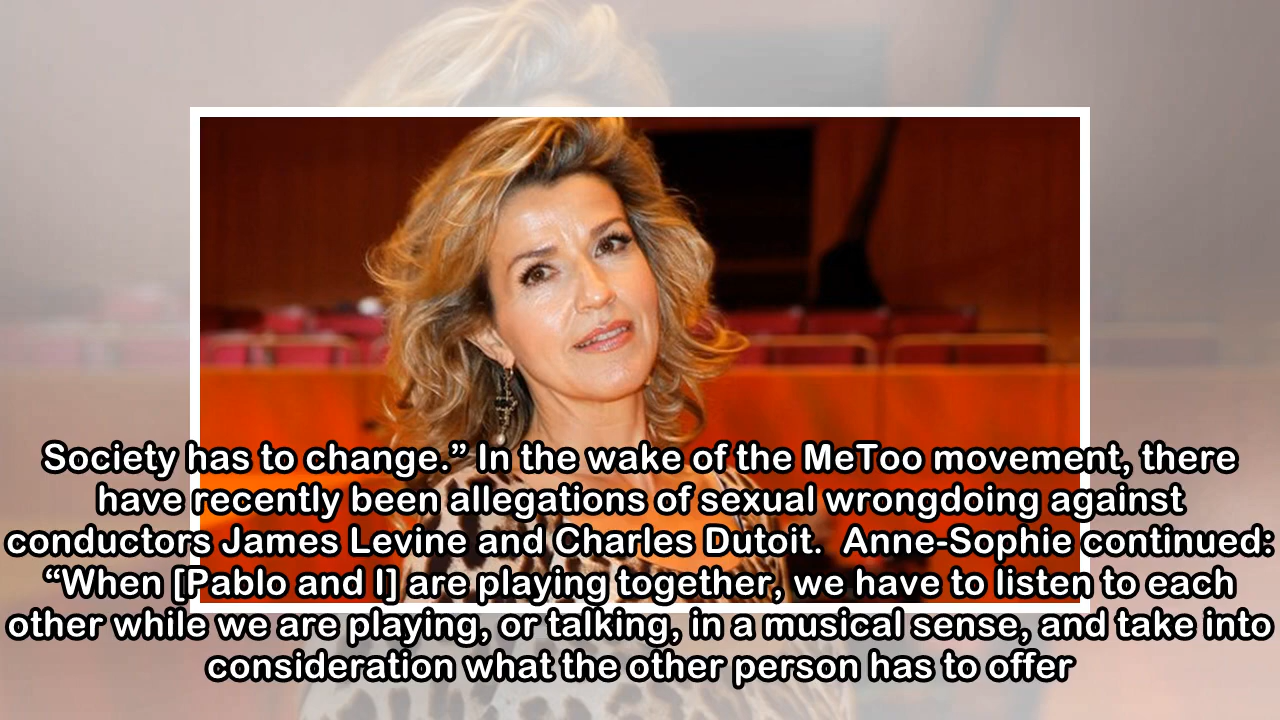 Society has to change.” In the wake of the MeToo movement, there
have recently been allegations of sexual wrongdoing against
conductors James Levine and Charles Dutoit.  Anne-Sophie continued:
“When [Pablo and I] are playing together, we have to listen to each
other while we are playing, or talking, in a musical sense, and take into
consideration what the other person has to offer